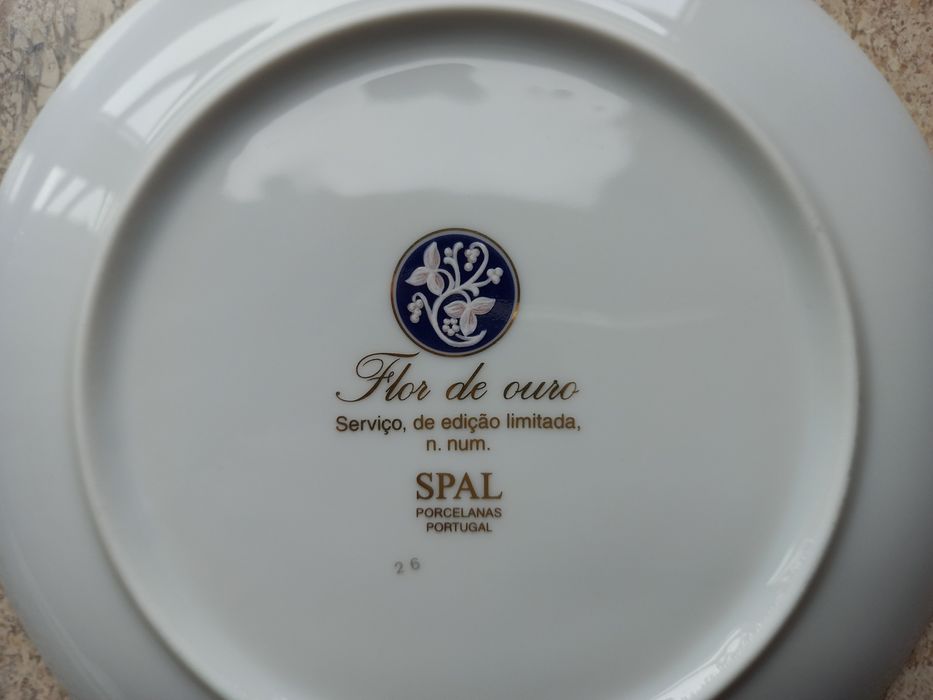 Flor de ouro
Serviço, de edição limitada,
n. num.
SPAL
PORCELANAS
PORTUGAL
26